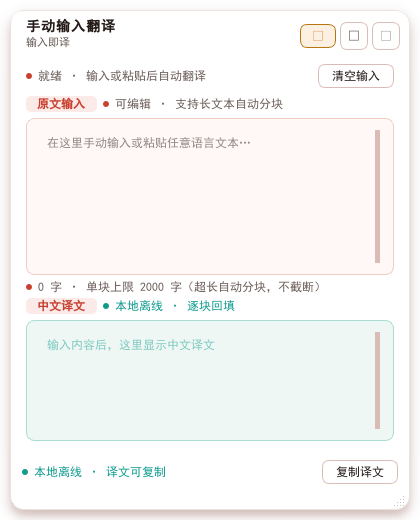 手动输入翻译
输入即译
就绪 · 输入或粘贴后自动翻译
清空输入
原文输入
可编辑 · 支持长文本自动分块
在这里手动输入或粘贴任意语言文本…
0 字 · 单块上限 2000 字（超长自动分块，不截断）
中文译文
本地离线 · 逐块回填
输入内容后，这里显示中文译文
本地离线 · 译文可复制
复制译文